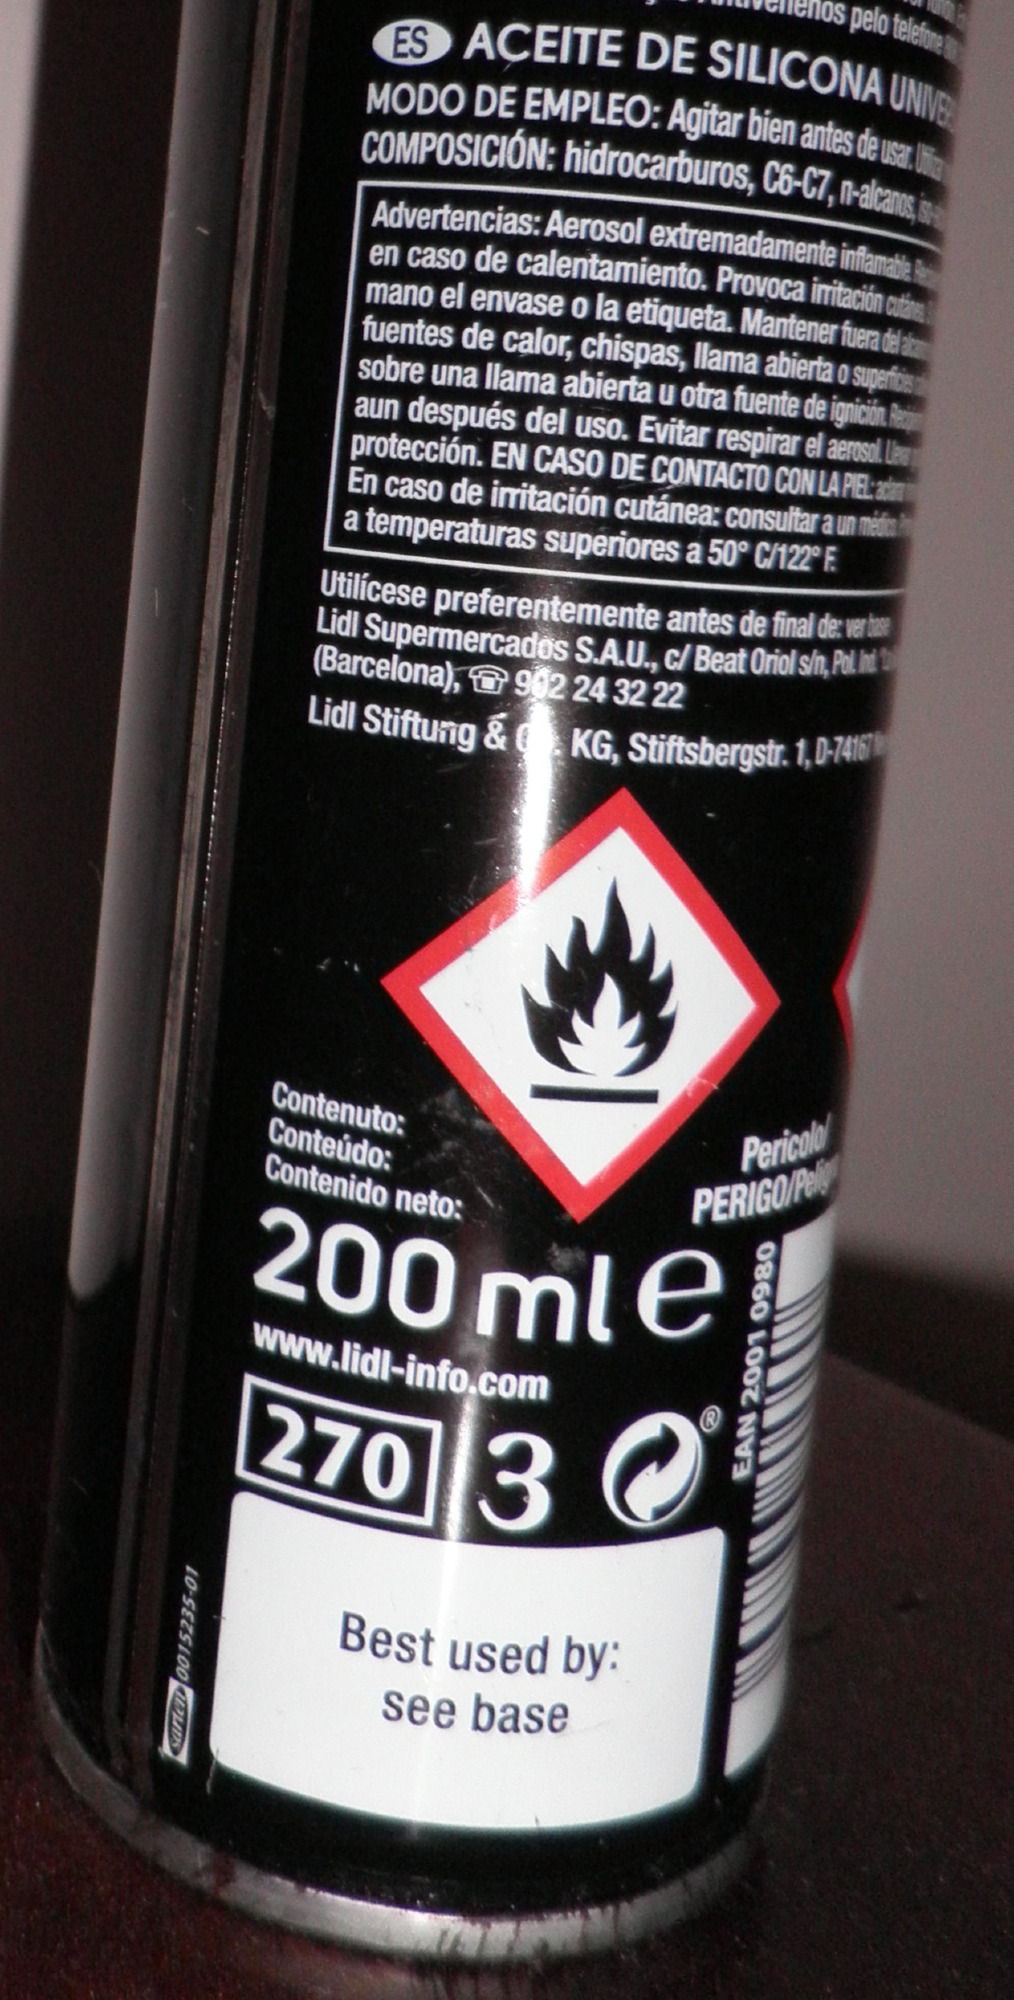 Antivenenos pelo telefone
ES ACEITE DE SILICONA
MODO DE EMPLEO: Agitar bien antes de usar.
COMPOSICIÓN: hidrocarburos, C6-C7, n-alcanos,
Advertencias: Aerosol extremadamente inflamable.
en caso de calentamiento. Provoca irritación cutánea.
mano el envase o la etiqueta. Mantener fuera del
fuentes de calor, chispas, llama abierta o superficies
sobre una llama abierta u otra fuente de ignición.
aun después del uso. Evitar respirar el aerosol. Llevar
protección. EN CASO DE CONTACTO CON LA PIEL:
En caso de irritación cutánea: consultar a un médico.
a temperaturas superiores a 50° C/122° F.
Utilícese preferentemente antes de final de: ver base
Lidl Supermercados S.A.U., c/ Beat Oriol s/n, Pol. Ind.
(Barcelona), ☏ 902 24 32 22
Lidl Stiftung & Co. KG, Stiftsbergstr. 1, D-74167
Contenuto:
Conteúdo:
Contenido neto:
200 ml e
Pericolo/
PERIGO/Peligro
www.lidl-info.com
270 3 ®
EAN 2001 0980
Best used by:
see base
sarten 0015235-01